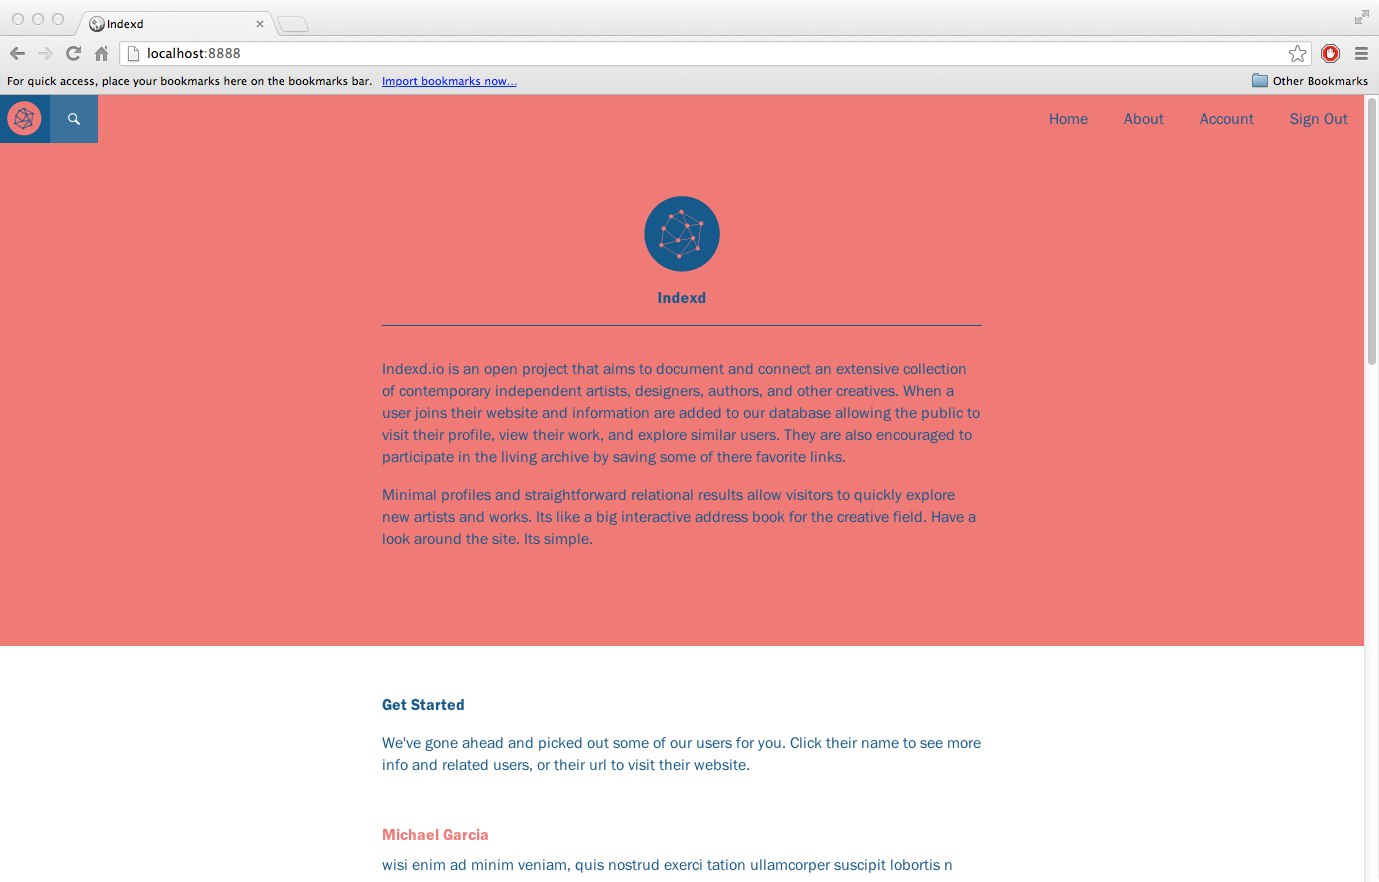 Indexd
localhost:8888
For quick access, place your bookmarks here on the bookmarks bar. Import bookmarks now...
Other Bookmarks
Home About Account Sign Out
Indexd
Indexd.io is an open project that aims to document and connect an extensive collection
of contemporary independent artists, designers, authors, and other creatives. When a
user joins their website and information are added to our database allowing the public to
visit their profile, view their work, and explore similar users. They are also encouraged to
participate in the living archive by saving some of there favorite links.
Minimal profiles and straightforward relational results allow visitors to quickly explore
new artists and works. Its like a big interactive address book for the creative field. Have a
look around the site. Its simple.
Get Started
We've gone ahead and picked out some of our users for you. Click their name to see more
info and related users, or their url to visit their website.
Michael Garcia
wisi enim ad minim veniam, quis nostrud exerci tation ullamcorper suscipit lobortis n